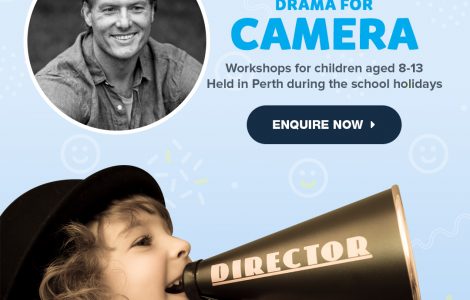 DRAMA FOR
CAMERA
Workshops for children aged 8-13
Held in Perth during the school holidays
ENQUIRE NOW
DIRECTOR